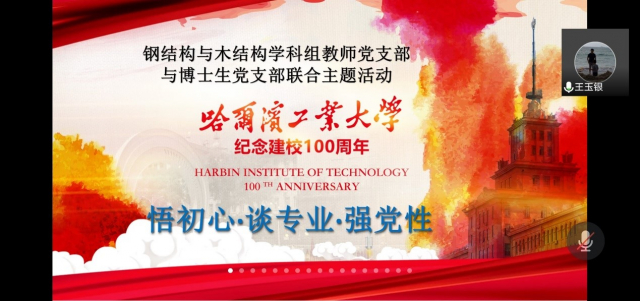 钢结构与木结构学科组教师党支部
与博士生党支部联合主题活动
哈爾濱工業大學
纪念建校100周年
HARBIN INSTITUTE OF TECHNOLOGY
100 TH ANNIVERSARY
悟初心·谈专业·强党性
王玉银